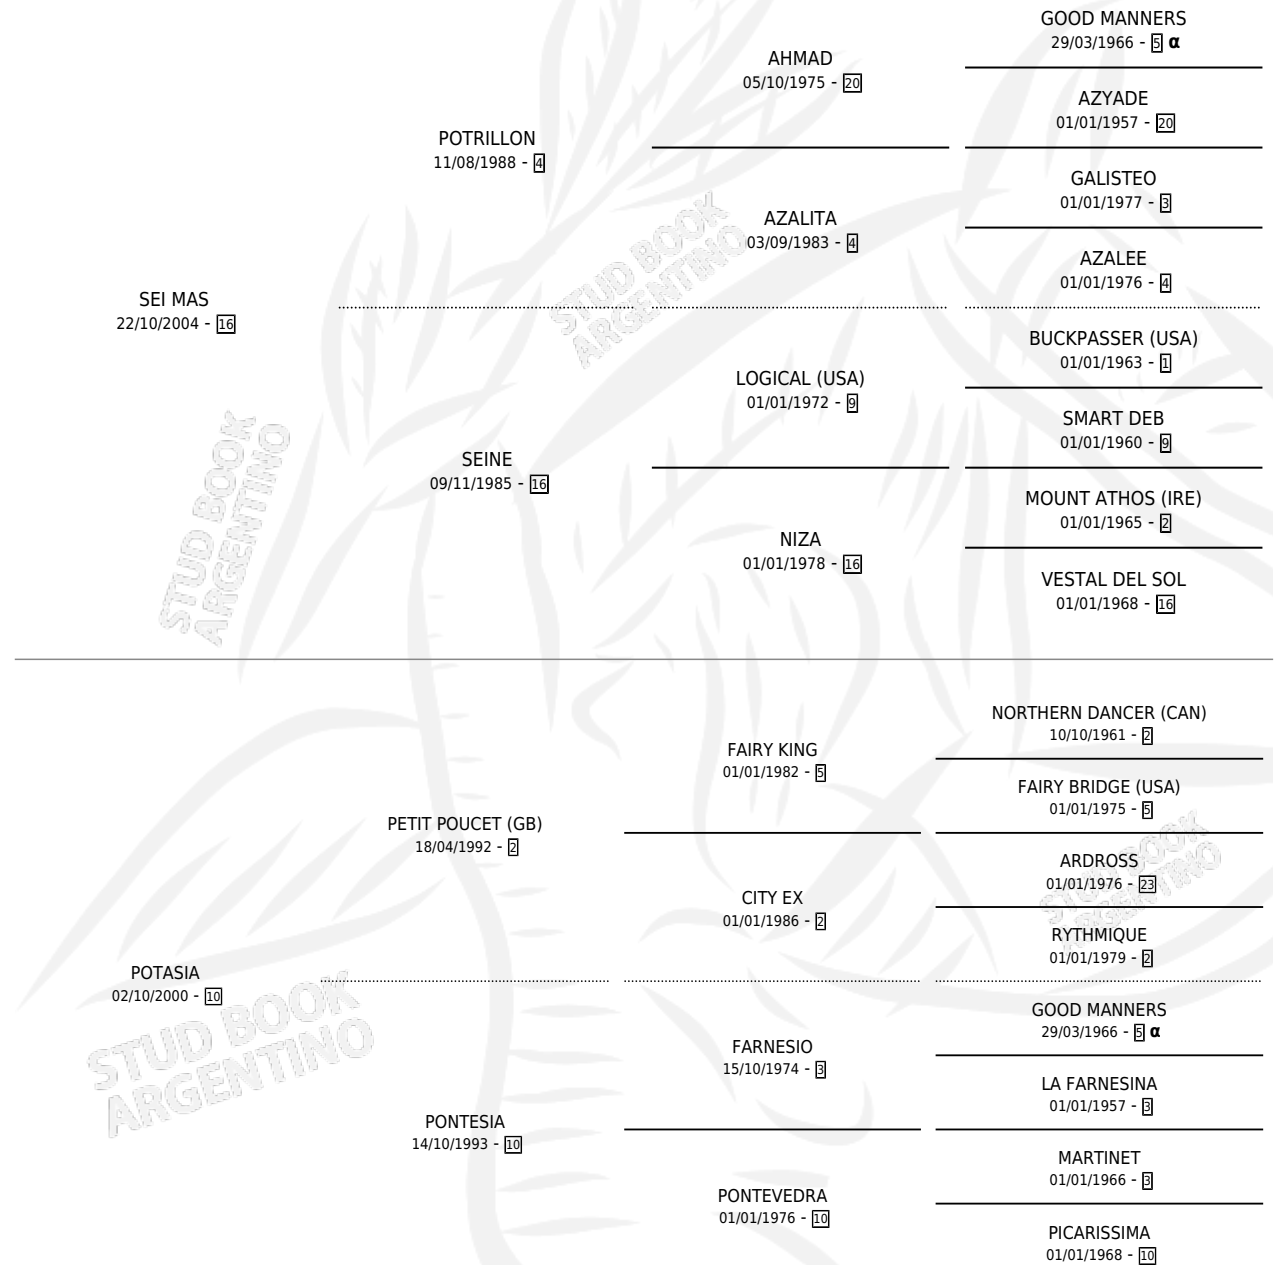 GOOD MANNERS
29/03/1966 - 5 α
AHMAD
05/10/1975 - 20
AZYADE
01/01/1957 - 20
POTRILLON
11/08/1988 - 4
GALISTEO
01/01/1977 - 3
AZALITA
03/09/1983 - 4
AZALEE
01/01/1976 - 4
SEI MAS
22/10/2004 - 16
STUD BOOK
ARGENTINO
BUCKPASSER (USA)
01/01/1963 - 1
LOGICAL (USA)
01/01/1972 - 9
SMART DEB
01/01/1960 - 9
SEINE
09/11/1985 - 16
STUD BOOK
ARGENTINO
MOUNT ATHOS (IRE)
01/01/1965 - 2
NIZA
01/01/1978 - 16
VESTAL DEL SOL
01/01/1968 - 16
NORTHERN DANCER (CAN)
10/10/1961 - 2
FAIRY KING
01/01/1982 - 5
FAIRY BRIDGE (USA)
01/01/1975 - 5
PETIT POUCET (GB)
18/04/1992 - 2
ARDROSS
01/01/1976 - 23
STUD BOOK
ARGENTINO
CITY EX
01/01/1986 - 2
RYTHMIQUE
01/01/1979 - 2
POTASIA
02/10/2000 - 10
STUD BOOK
ARGENTINO
GOOD MANNERS
29/03/1966 - 5 α
FARNESIO
15/10/1974 - 3
LA FARNESINA
01/01/1957 - 3
PONTESIA
14/10/1993 - 10
MARTINET
01/01/1966 - 3
PONTEVEDRA
01/01/1976 - 10
PICARISSIMA
01/01/1968 - 10